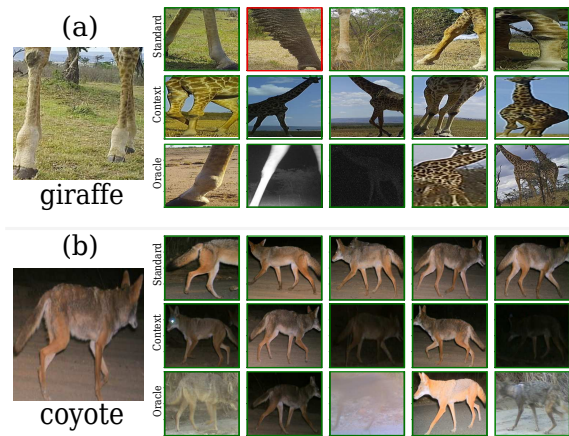 (a)
giraffe
Standard
Context
Oracle
(b)
coyote
Standard
Context
Oracle